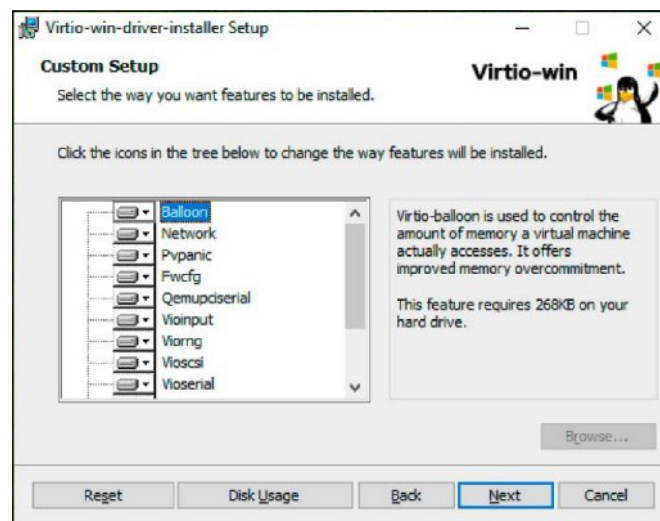 Virtio-win-driver-installer Setup
Custom Setup
Select the way you want features to be installed.
Virtio-win
Click the icons in the tree below to change the way features will be installed.
Balloon
Network
Pvpanic
Fwcfg
Qemupciserial
Vioinput
Viorng
Vioscsi
Vioserial
Virtio-balloon is used to control the
amount of memory a virtual machine
actually accesses. It offers
improved memory overcommitment.
This feature requires 268KB on your
hard drive.
Browse...
Reset
Disk Usage
Back
Next
Cancel